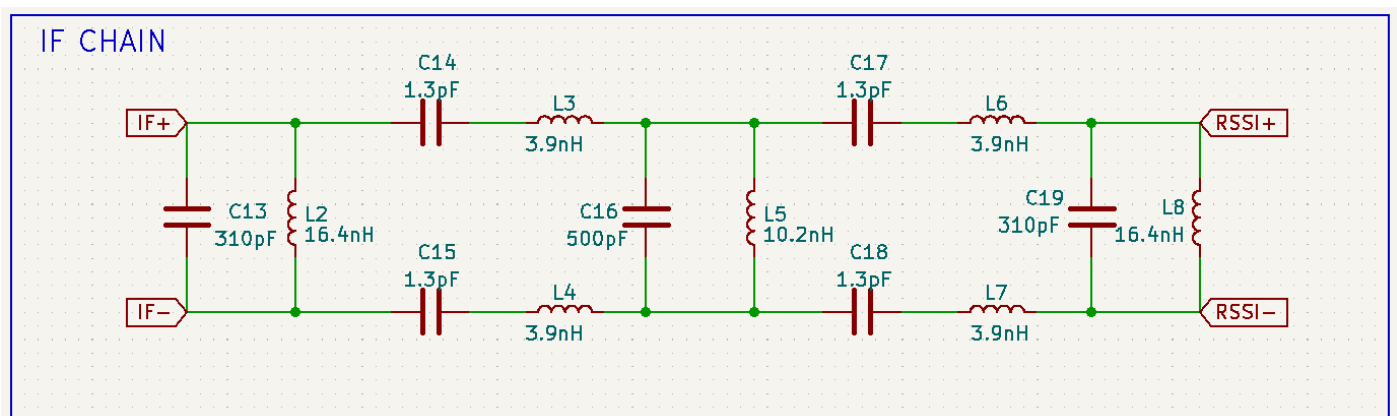 IF CHAIN
C14
1.3pF
C17
1.3pF
L3
3.9nH
L6
3.9nH
IF+
RSSI+
C13
310pF
L2
16.4nH
C16
500pF
L5
10.2nH
C19
310pF
L8
16.4nH
C15
1.3pF
C18
1.3pF
L4
3.9nH
L7
3.9nH
IF-
RSSI-